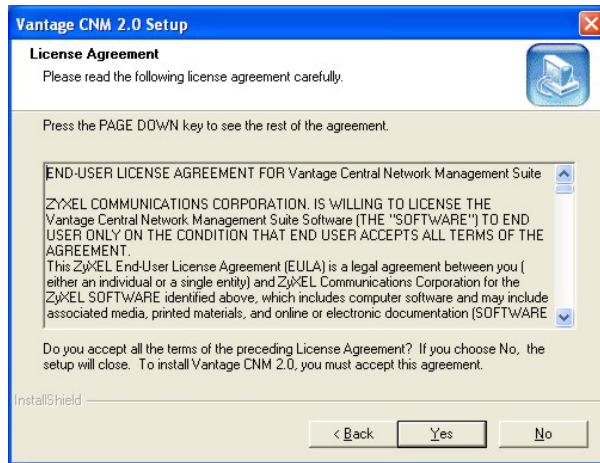 Vantage CNM 2.0 Setup
License Agreement
Please read the following license agreement carefully.
Press the PAGE DOWN key to see the rest of the agreement.
END-USER LICENSE AGREEMENT FOR Vantage Central Network Management Suite
ZYXEL COMMUNICATIONS CORPORATION. IS WILLING TO LICENSE THE
Vantage Central Network Management Suite Software (THE "SOFTWARE") TO END
USER ONLY ON THE CONDITION THAT END USER ACCEPTS ALL TERMS OF THE
AGREEMENT.
This ZyXEL End-User License Agreement (EULA) is a legal agreement between you (
either an individual or a single entity) and ZyXEL Communications Corporation for the
ZyXEL SOFTWARE identified above, which includes computer software and may include
associated media, printed materials, and online or electronic documentation (SOFTWARE
Do you accept all the terms of the preceding License Agreement? If you choose No, the
setup will close. To install Vantage CNM 2.0, you must accept this agreement.
InstallShield
< Back Yes No